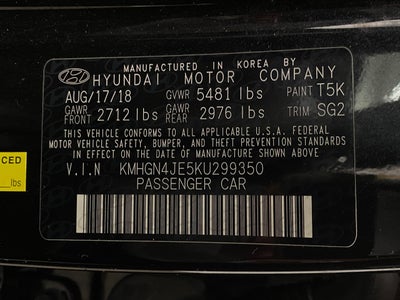 MANUFACTURED IN KOREA BY
HYUNDAI MOTOR COMPANY
AUG/17/18 GVWR 5481 lbs PAINT T5K
GAWR FRONT 2712 lbs GAWR REAR 2976 lbs TRIM SG2
THIS VEHICLE CONFORMS TO ALL APPLICABLE U.S.A. FEDERAL
MOTOR VEHICLE SAFETY, BUMPER, AND THEFT PREVENTION STANDARDS
IN EFFECT ON THE DATE OF MANUFACTURE SHOWN ABOVE.
V.I.N KMHGN4JE5KU299350
PASSENGER CAR
NCED
lbs